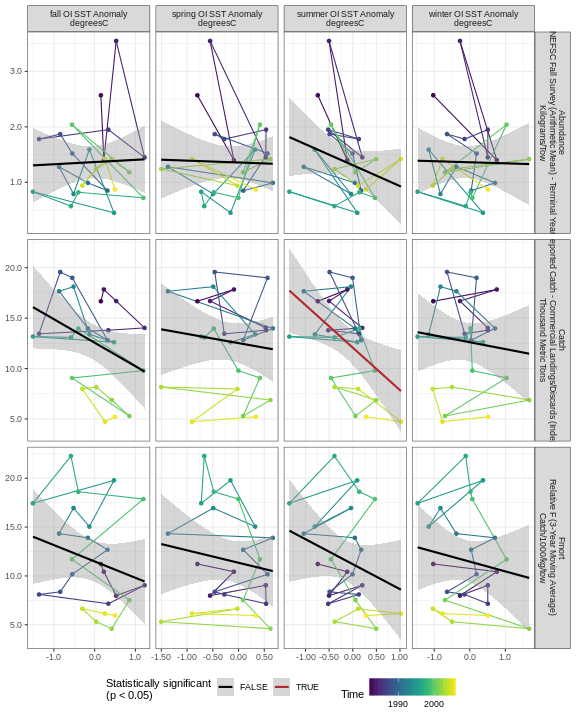 fall OI SST Anomaly
degreesC
spring OI SST Anomaly
degreesC
summer OI SST Anomaly
degreesC
winter OI SST Anomaly
degreesC
3.0
2.0
1.0
Abundance
NEFSC Fall Survey (Arithmetic Mean) - Terminal Year
Kilograms/tow
20.0
15.0
10.0
5.0
Catch
eported Catch - Commercial Landings/Discards (Inde
Thousand Metric Tons
20.0
15.0
10.0
5.0
Fmort
Relative F (3-Year Moving Average)
Catch/1000/kg/tow
-1.0 0.0 1.0
-1.50 -1.00 -0.50 0.00 0.50
-1.00 -0.50 0.00 0.50 1.00
-1.0 0.0 1.0
Statistically significant
(p < 0.05)
FALSE
TRUE
Time
1990 2000